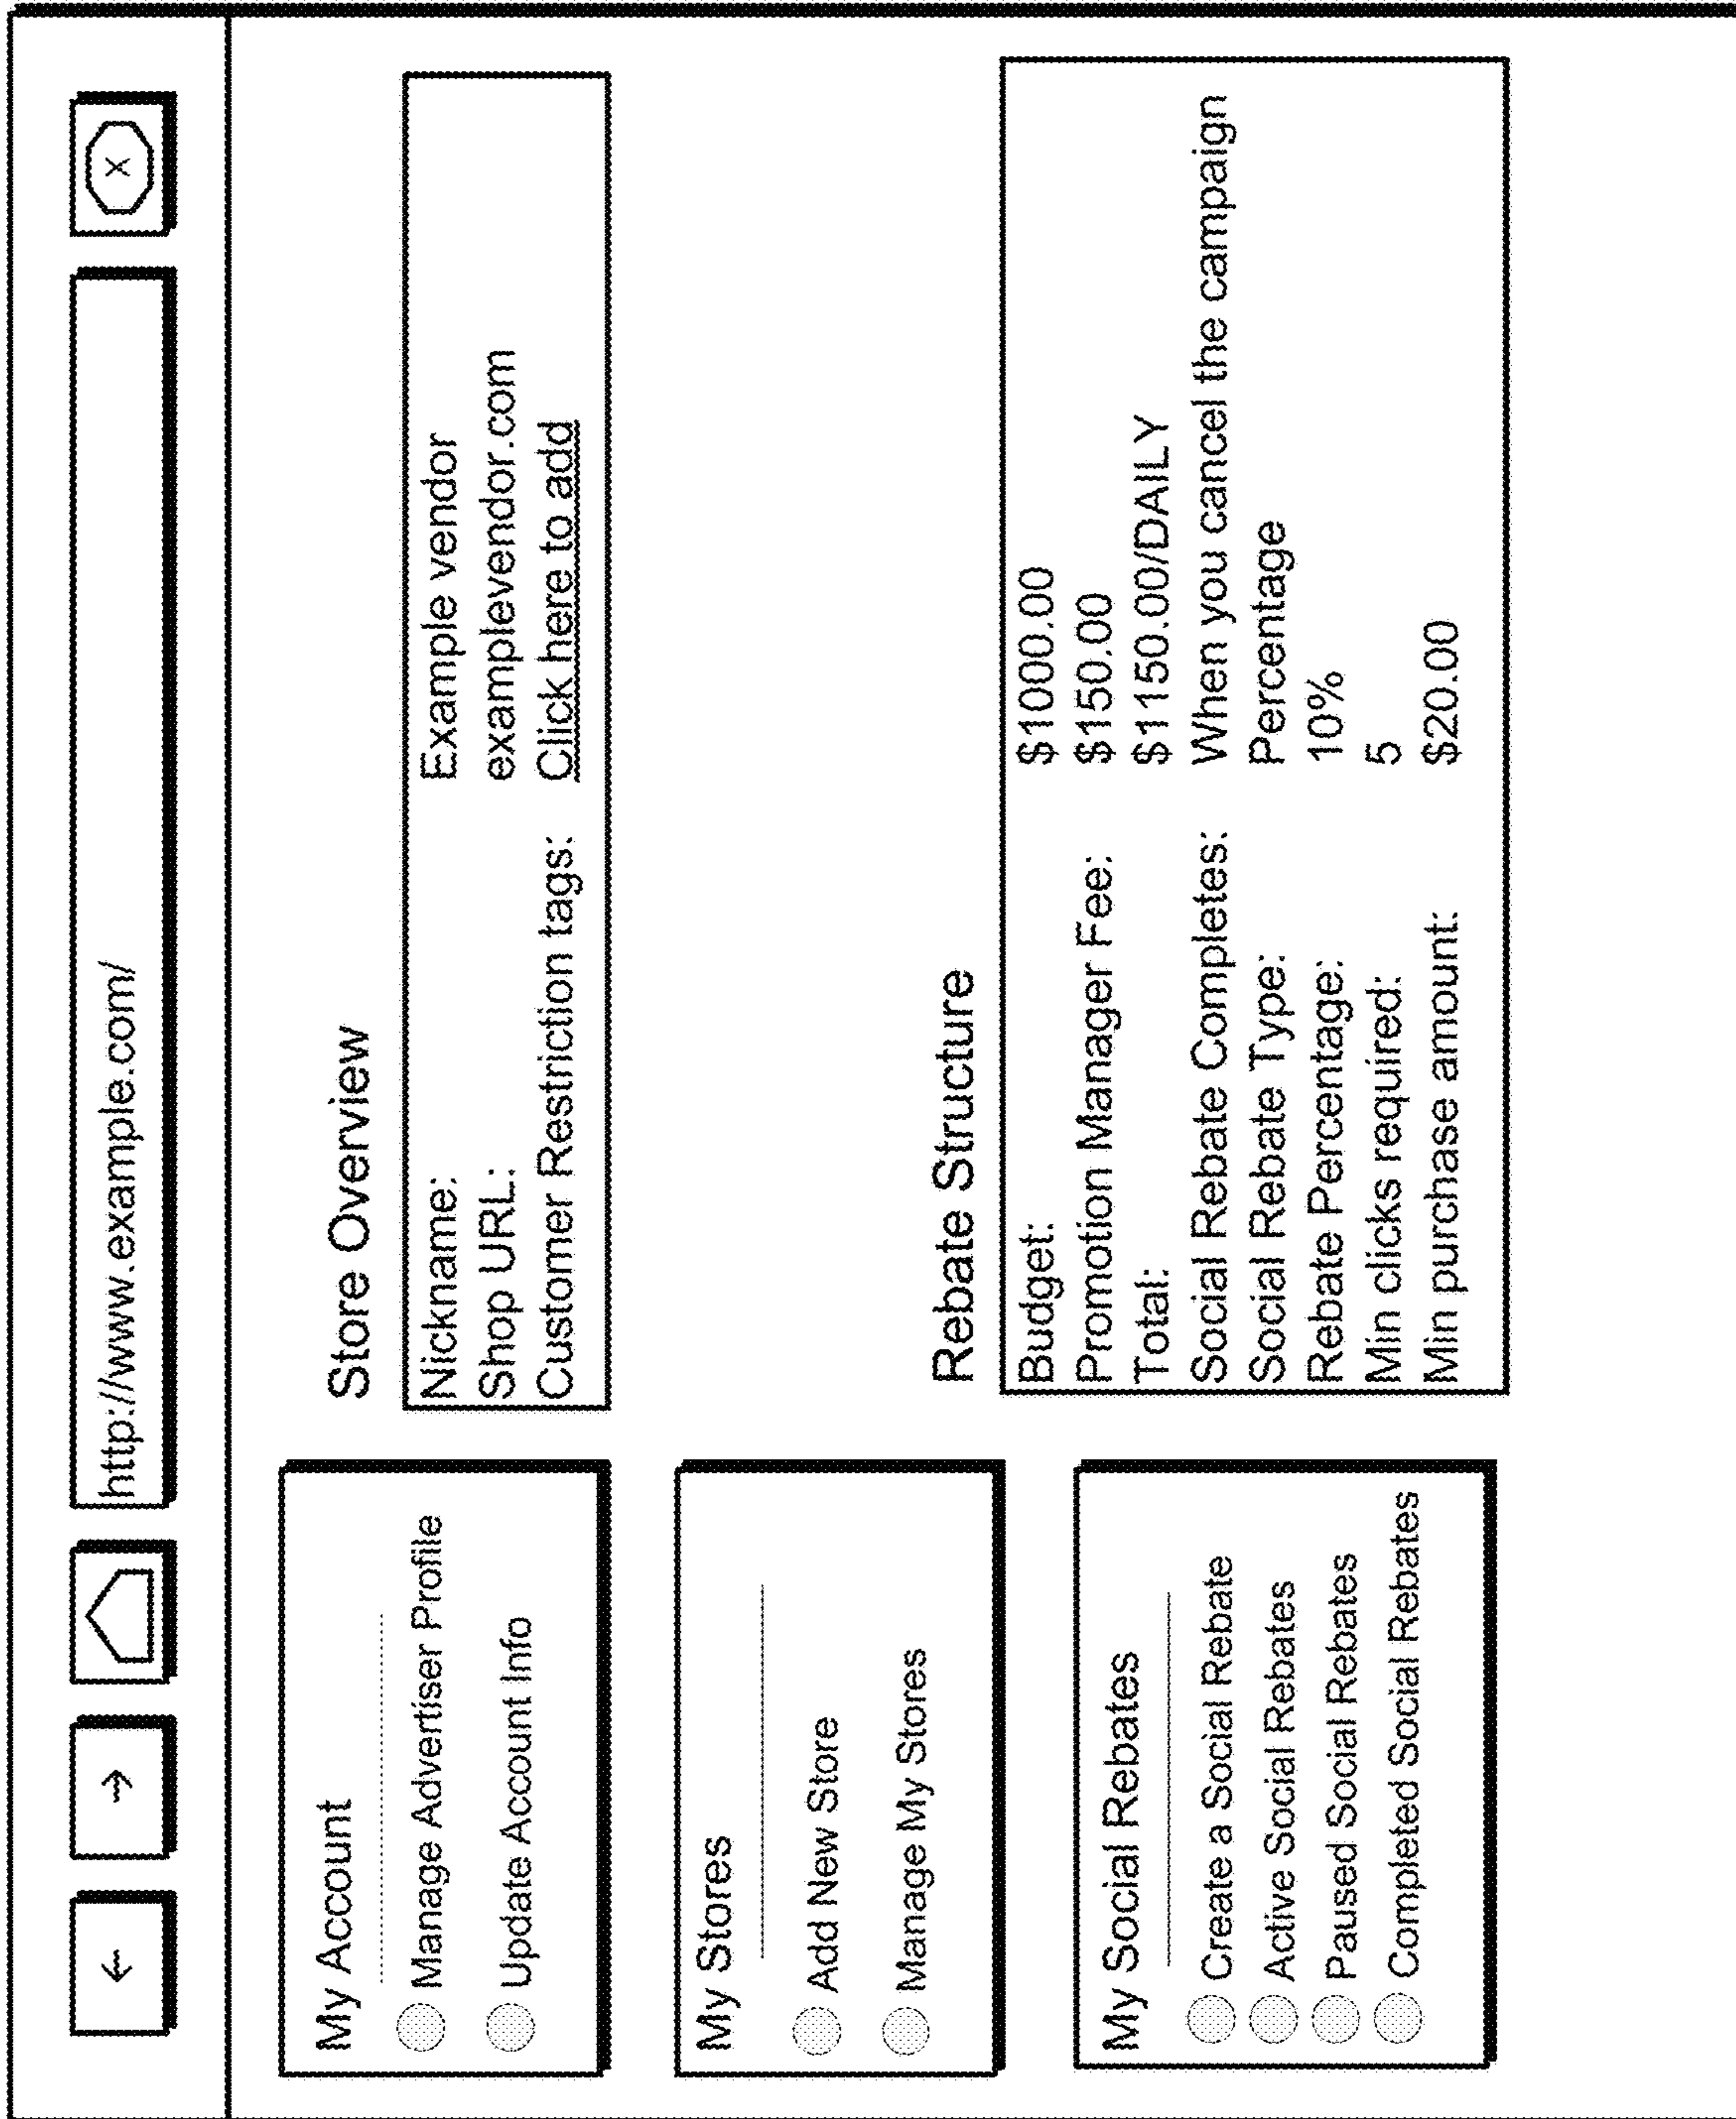 ← → http://www.example.com/ X
My Account
Manage Advertiser Profile
Update Account Info
My Stores
Add New Store
Manage My Stores
My Social Rebates
Create a Social Rebate
Active Social Rebates
Paused Social Rebates
Completed Social Rebates
Store Overview
Nickname: Example vendor
Shop URL: examplevendor.com
Customer Restriction tags: Click here to add
Rebate Structure
Budget: $1000.00
Promotion Manager Fee: $150.00
Total: $1150.00/DAILY
Social Rebate Completes: When you cancel the campaign
Social Rebate Type: Percentage
Rebate Percentage: 10%
Min clicks required: 5
Min purchase amount: $20.00